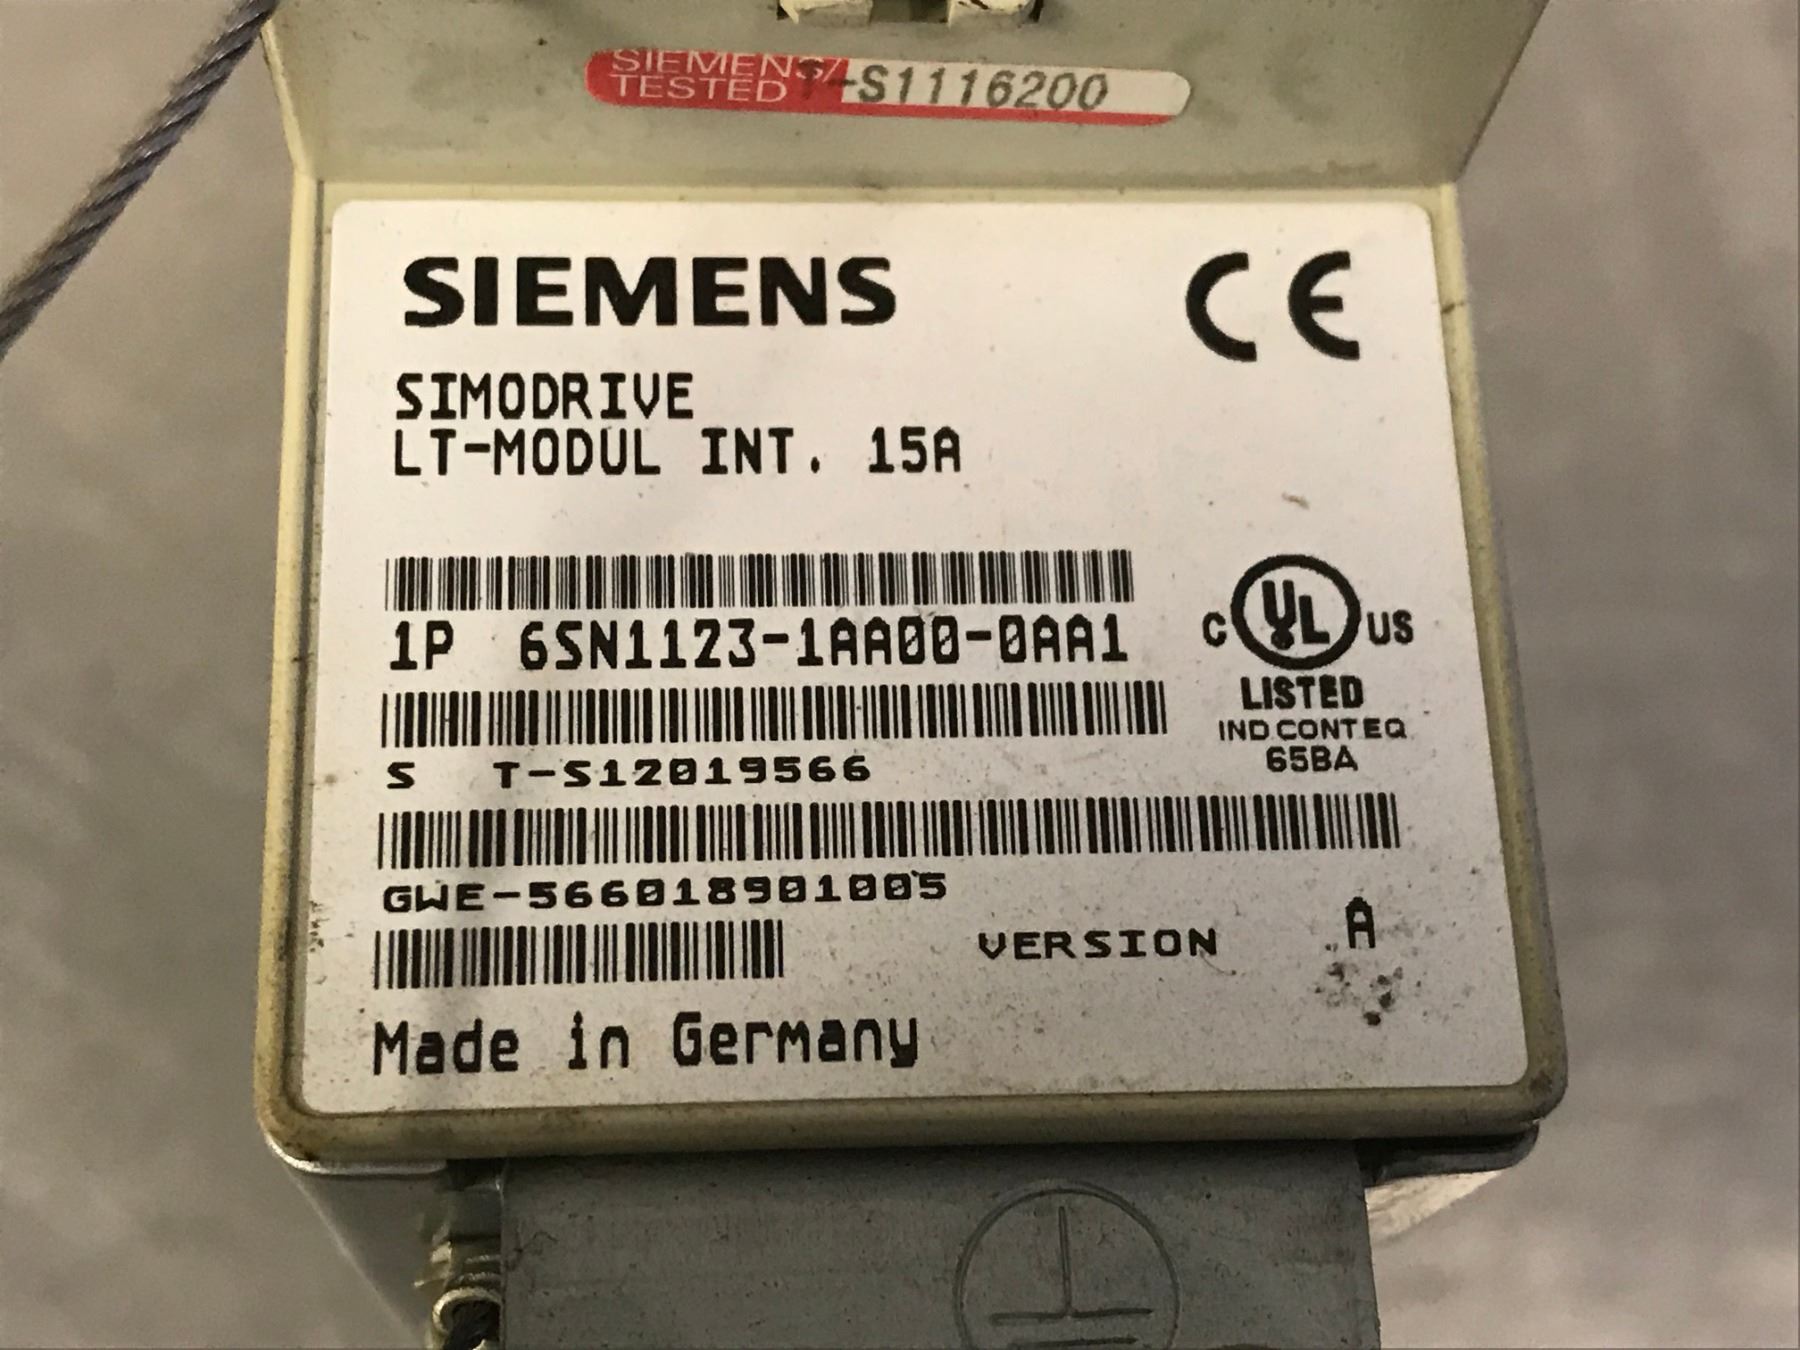 SIEMENS/
TESTED T-S1116200
SIEMENS CE
SIMODRIVE
LT-MODUL INT. 15A
1P 6SN1123-1AA00-0AA1
C UL US
LISTED
IND CONT EQ
65BA
S T-S12019566
GWE-566018901005
VERSION A
Made in Germany